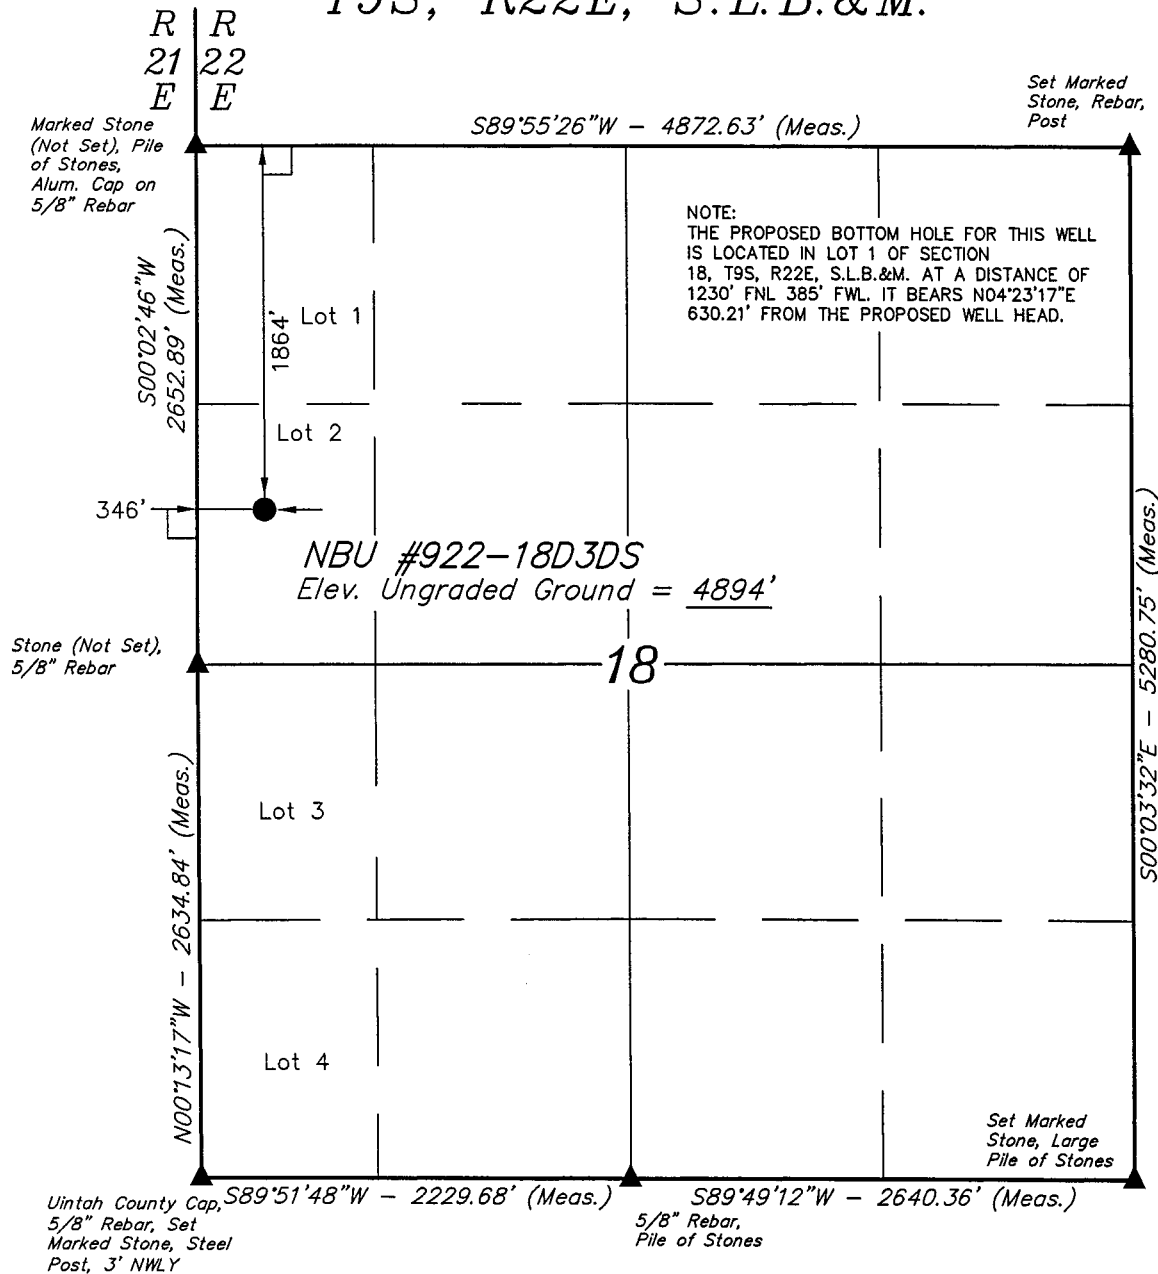 T9S, R22E, S.L.B.&M.
R R
21 22
E E
Set Marked
Stone, Rebar,
Post
Marked Stone
(Not Set), Pile
of Stones,
Alum. Cap on
5/8" Rebar
S89°55'26"W - 4872.63' (Meas.)
NOTE:
THE PROPOSED BOTTOM HOLE FOR THIS WELL
IS LOCATED IN LOT 1 OF SECTION
18, T9S, R22E, S.L.B.&M. AT A DISTANCE OF
1230' FNL 385' FWL. IT BEARS N04°23'17"E
630.21' FROM THE PROPOSED WELL HEAD.
S00°02'46"W
2652.89' (Meas.)
1864'
Lot 1
Lot 2
346'
NBU #922-18D3DS
Elev. Ungraded Ground = 4894'
Stone (Not Set),
5/8" Rebar
18
S00°03'32"E - 5280.75' (Meas.)
N00°13'17"W - 2634.84' (Meas.)
Lot 3
Lot 4
Set Marked
Stone, Large
Pile of Stones
Uintah County Cap,
5/8" Rebar, Set
Marked Stone, Steel
Post, 3' NWLY
S89°51'48"W - 2229.68' (Meas.)
S89°49'12"W - 2640.36' (Meas.)
5/8" Rebar,
Pile of Stones